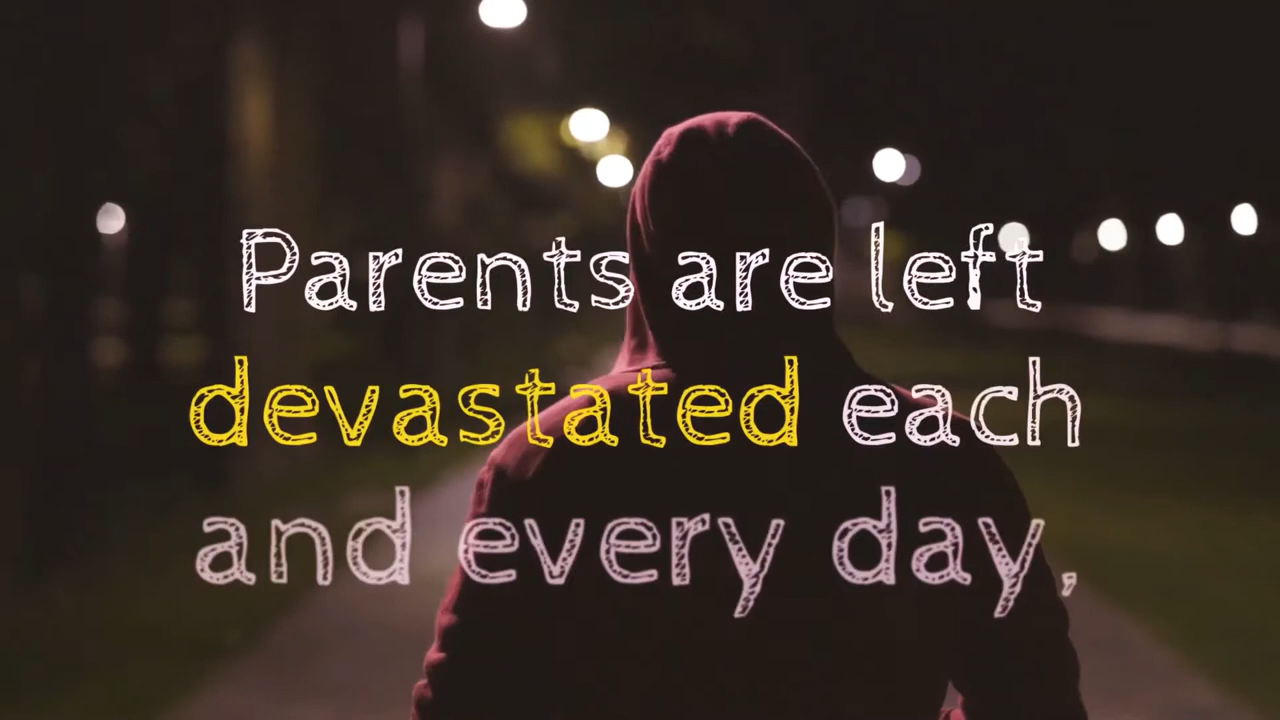 Parents are left
devastated each
and every day,